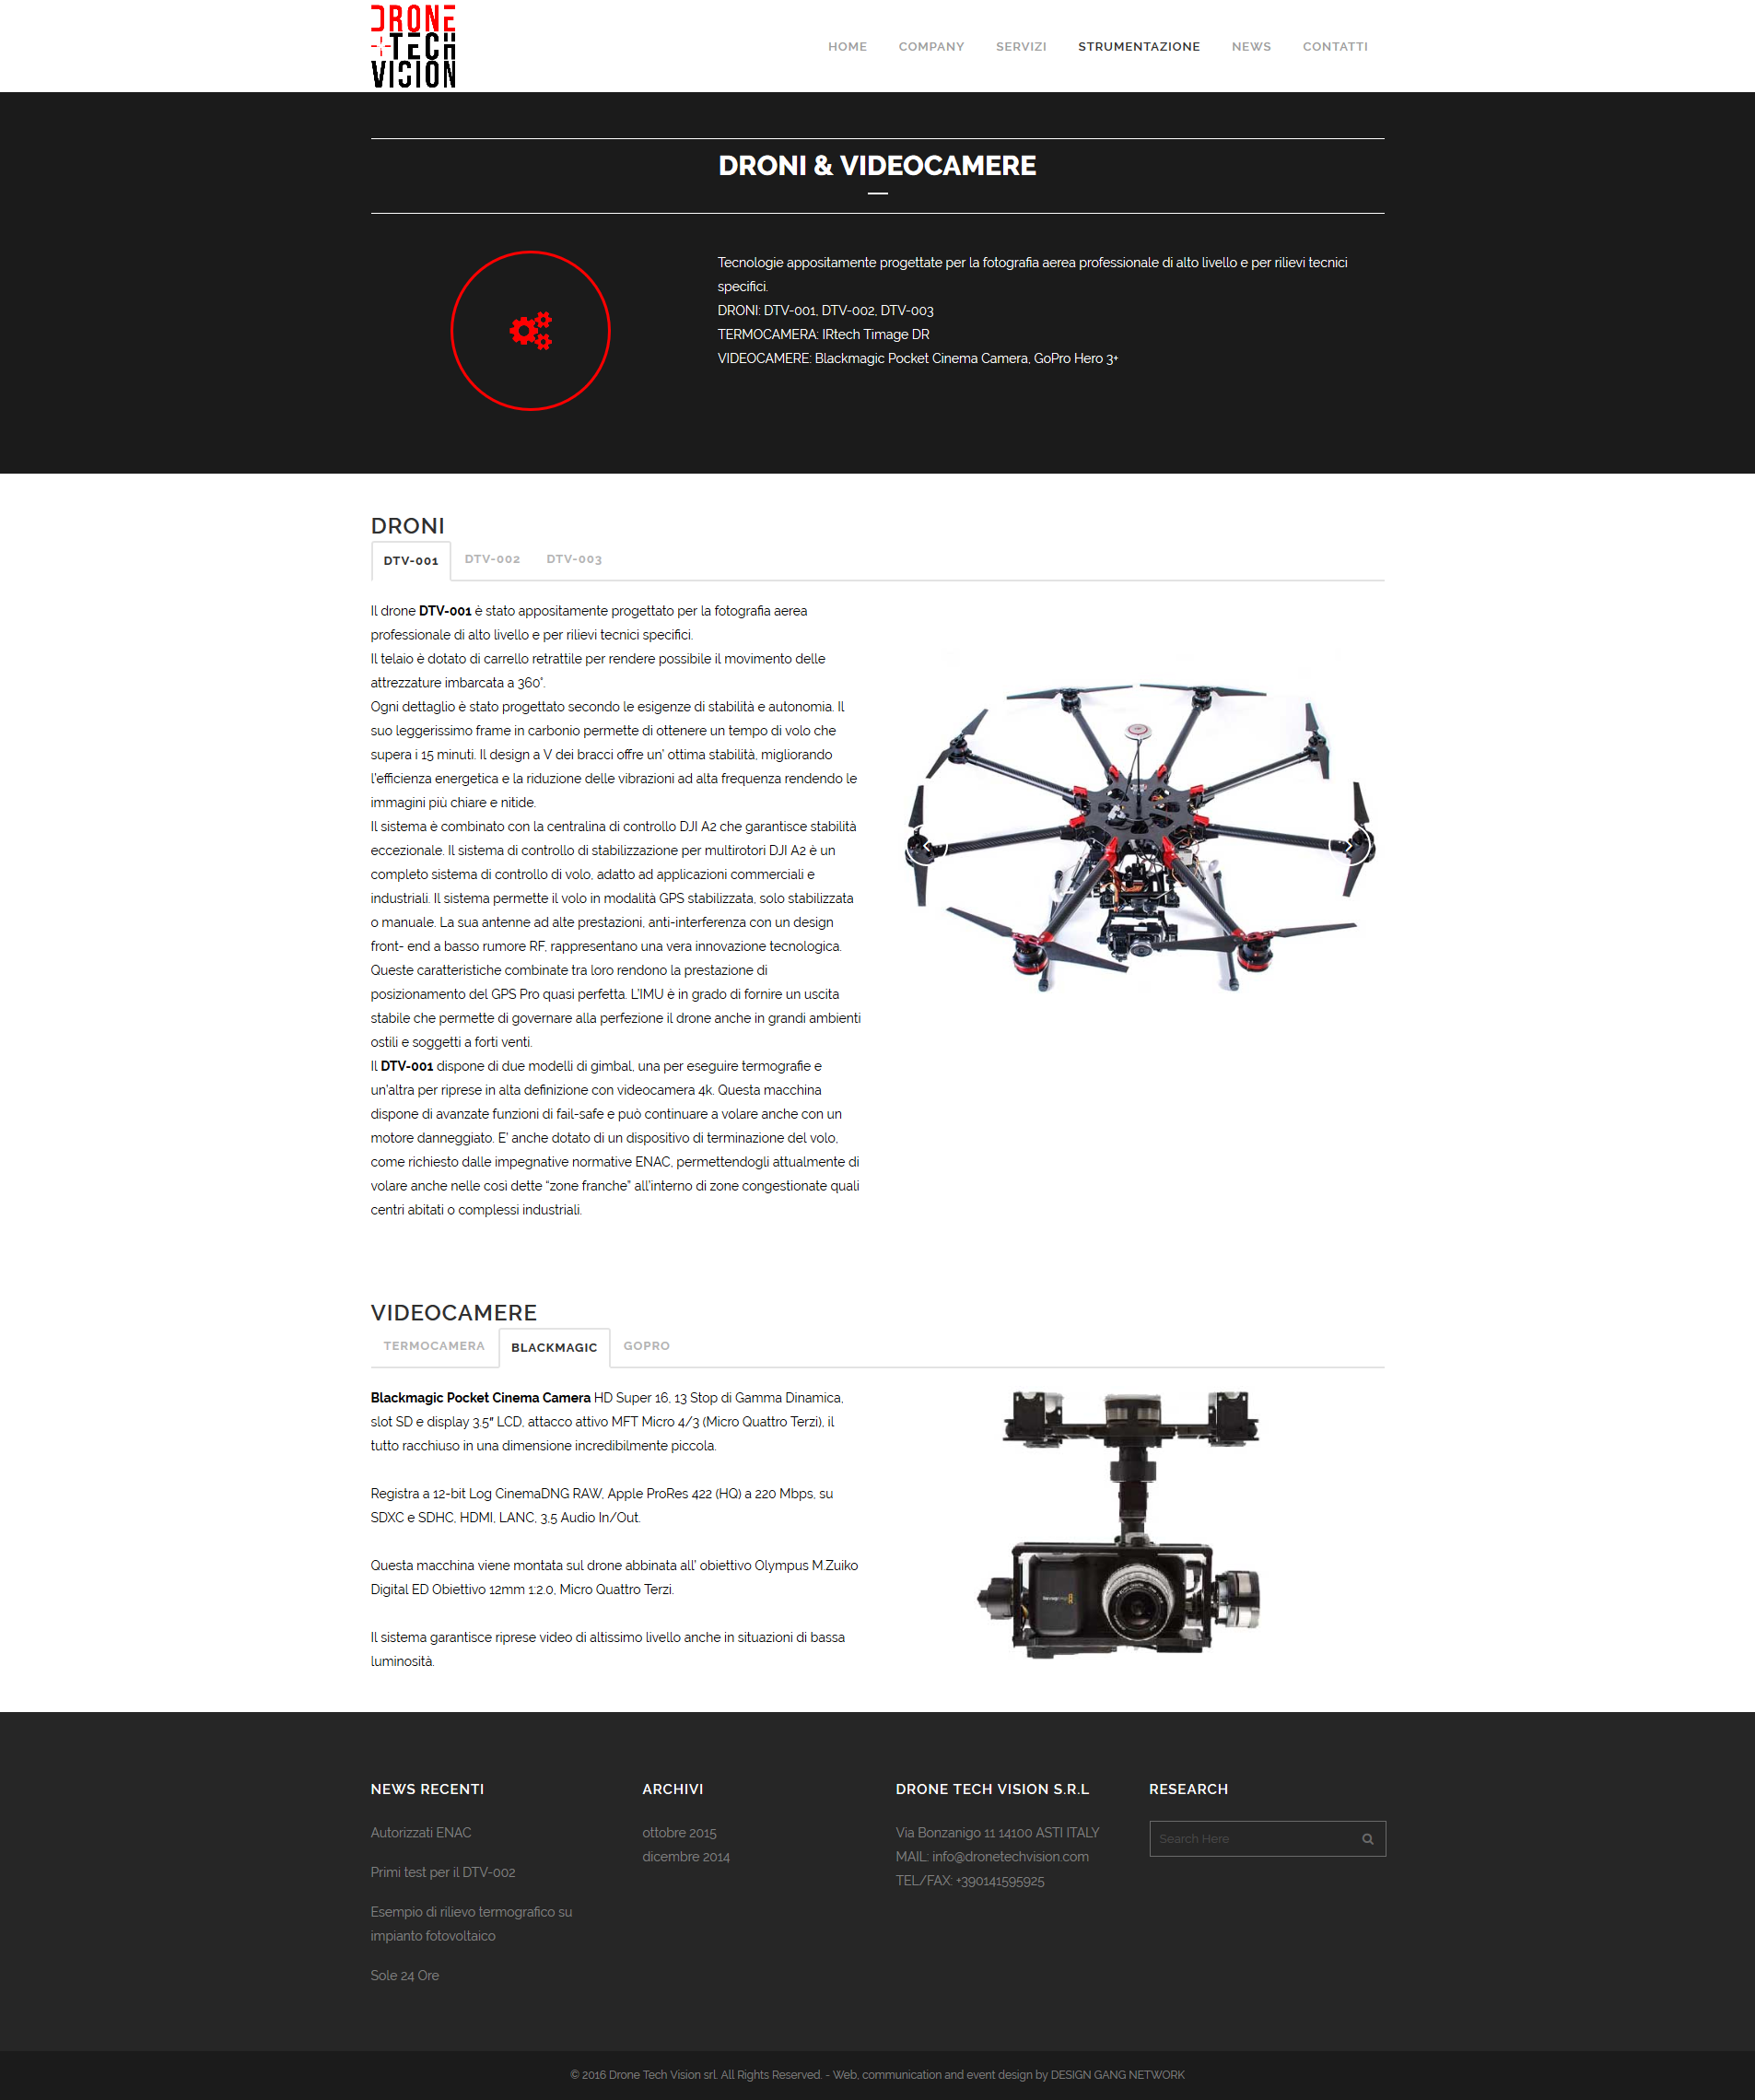 DRONE
TECH
VISION
HOME COMPANY SERVIZI STRUMENTAZIONE NEWS CONTATTI
DRONI & VIDEOCAMERE
Tecnologie appositamente progettate per la fotografia aerea professionale di alto livello e per rilievi tecnici
specifici.
DRONI: DTV-001, DTV-002, DTV-003
TERMOCAMERA: IRtech Timage DR
VIDEOCAMERE: Blackmagic Pocket Cinema Camera, GoPro Hero 3+
DRONI
DTV-001 DTV-002 DTV-003
Il drone DTV-001 è stato appositamente progettato per la fotografia aerea
professionale di alto livello e per rilievi tecnici specifici.
Il telaio è dotato di carrello retrattile per rendere possibile il movimento delle
attrezzature imbarcata a 360°.
Ogni dettaglio è stato progettato secondo le esigenze di stabilità e autonomia. Il
suo leggerissimo frame in carbonio permette di ottenere un tempo di volo che
supera i 15 minuti. Il design a V dei bracci offre un' ottima stabilità, migliorando
l'efficienza energetica e la riduzione delle vibrazioni ad alta frequenza rendendo le
immagini più chiare e nitide.
Il sistema è combinato con la centralina di controllo DJI A2 che garantisce stabilità
eccezionale. Il sistema di controllo di stabilizzazione per multirotori DJI A2 è un
completo sistema di controllo di volo, adatto ad applicazioni commerciali e
industriali. Il sistema permette il volo in modalità GPS stabilizzata, solo stabilizzata
o manuale. La sua antenne ad alte prestazioni, anti-interferenza con un design
front- end a basso rumore RF, rappresentano una vera innovazione tecnologica.
Queste caratteristiche combinate tra loro rendono la prestazione di
posizionamento del GPS Pro quasi perfetta. L'IMU è in grado di fornire un uscita
stabile che permette di governare alla perfezione il drone anche in grandi ambienti
ostili e soggetti a forti venti.
Il DTV-001 dispone di due modelli di gimbal, una per eseguire termografie e
un'altra per riprese in alta definizione con videocamera 4k. Questa macchina
dispone di avanzate funzioni di fail-safe e può continuare a volare anche con un
motore danneggiato. E' anche dotato di un dispositivo di terminazione del volo,
come richiesto dalle impegnative normative ENAC, permettendogli attualmente di
volare anche nelle così dette “zone franche” all'interno di zone congestionate quali
centri abitati o complessi industriali.
VIDEOCAMERE
TERMOCAMERA BLACKMAGIC GOPRO
Blackmagic Pocket Cinema Camera HD Super 16, 13 Stop di Gamma Dinamica,
slot SD e display 3.5″ LCD, attacco attivo MFT Micro 4/3 (Micro Quattro Terzi), il
tutto racchiuso in una dimensione incredibilmente piccola.
Registra a 12-bit Log CinemaDNG RAW, Apple ProRes 422 (HQ) a 220 Mbps, su
SDXC e SDHC, HDMI, LANC, 3,5 Audio In/Out.
Questa macchina viene montata sul drone abbinata all' obiettivo Olympus M.Zuiko
Digital ED Obiettivo 12mm 1:2.0, Micro Quattro Terzi.
Il sistema garantisce riprese video di altissimo livello anche in situazioni di bassa
luminosità.
NEWS RECENTI
Autorizzati ENAC
Primi test per il DTV-002
Esempio di rilievo termografico su
impianto fotovoltaico
Sole 24 Ore
ARCHIVI
ottobre 2015
dicembre 2014
DRONE TECH VISION S.R.L
Via Bonzanigo 11 14100 ASTI ITALY
MAIL: info@dronetechvision.com
TEL/FAX: +390141595925
RESEARCH
Search Here
© 2016 Drone Tech Vision srl. All Rights Reserved. - Web, communication and event design by DESIGN GANG NETWORK